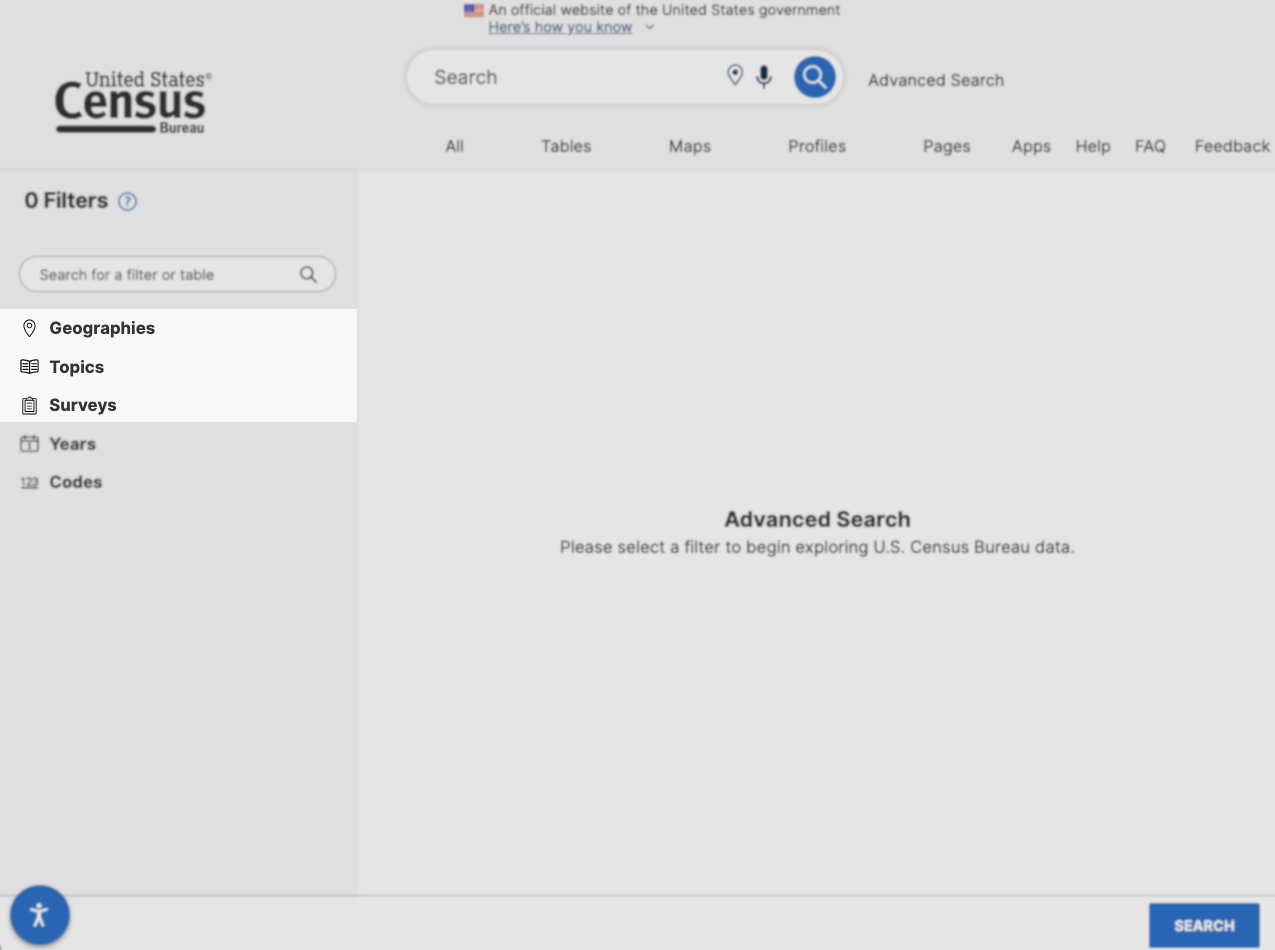 An official website of the United States government
Here's how you know
United States®
Census
Bureau
Search
Advanced Search
All Tables Maps Profiles Pages Apps Help FAQ Feedback
0 Filters ?
Search for a filter or table
Geographies
Topics
Surveys
1 Years
123 Codes
Advanced Search
Please select a filter to begin exploring U.S. Census Bureau data.
SEARCH